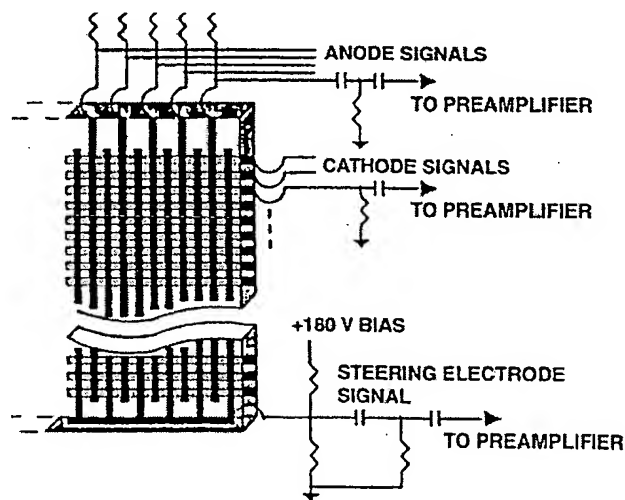 ANODE SIGNALS
TO PREAMPLIFIER
CATHODE SIGNALS
TO PREAMPLIFIER
+180 V BIAS
STEERING ELECTRODE
SIGNAL
TO PREAMPLIFIER